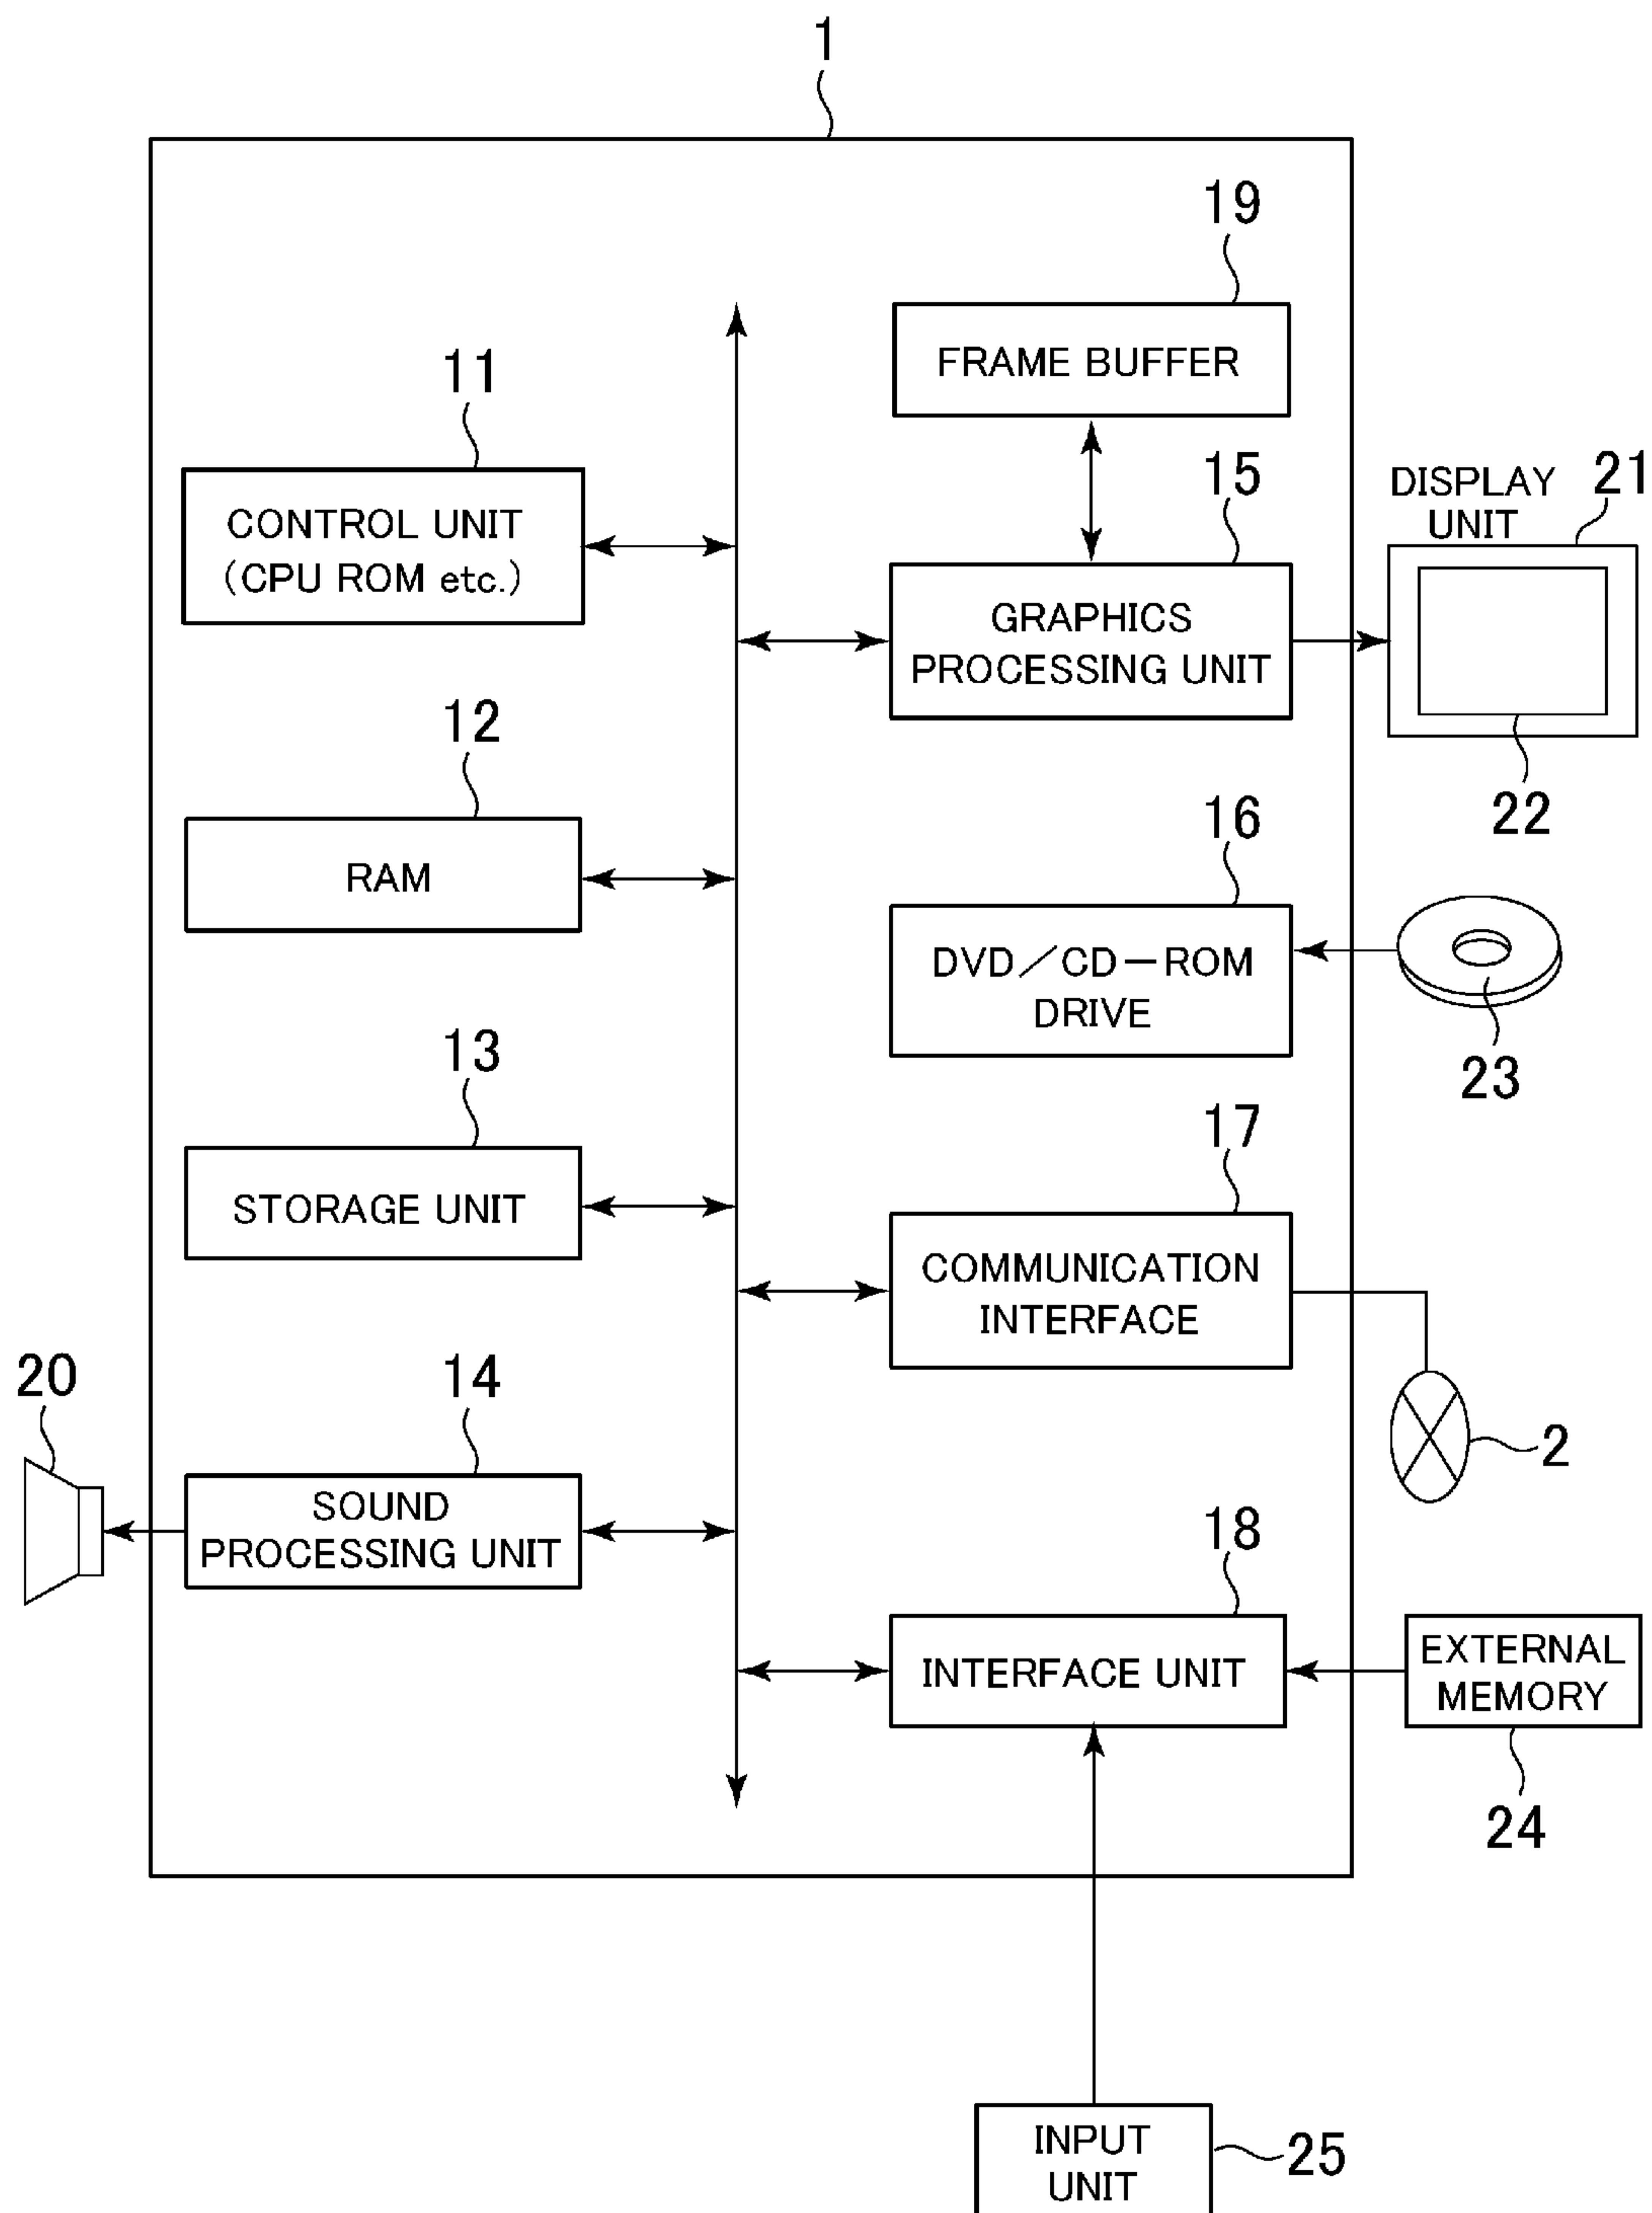 1
19
FRAME BUFFER
11
CONTROL UNIT
(CPU ROM etc.)
15
GRAPHICS
PROCESSING UNIT
DISPLAY
UNIT
21
22
12
RAM
16
DVD/CD-ROM
DRIVE
23
13
STORAGE UNIT
17
COMMUNICATION
INTERFACE
2
20
14
SOUND
PROCESSING UNIT
18
INTERFACE UNIT
EXTERNAL
MEMORY
24
INPUT
UNIT
25